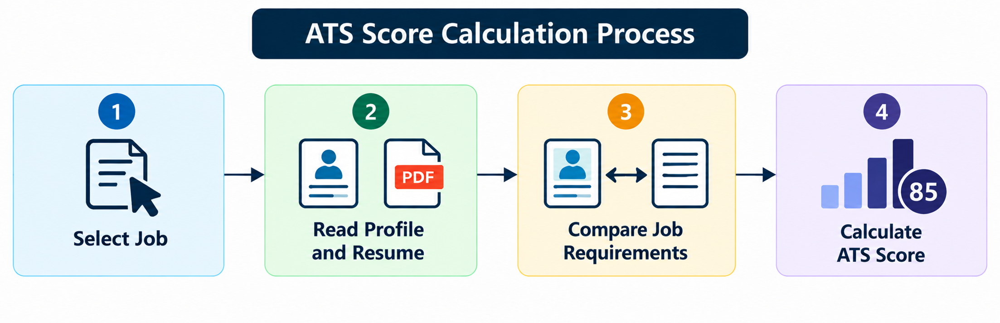 ATS Score Calculation Process
1
Select Job
2
PDF
Read Profile
and Resume
3
Compare Job
Requirements
4
85
Calculate
ATS Score